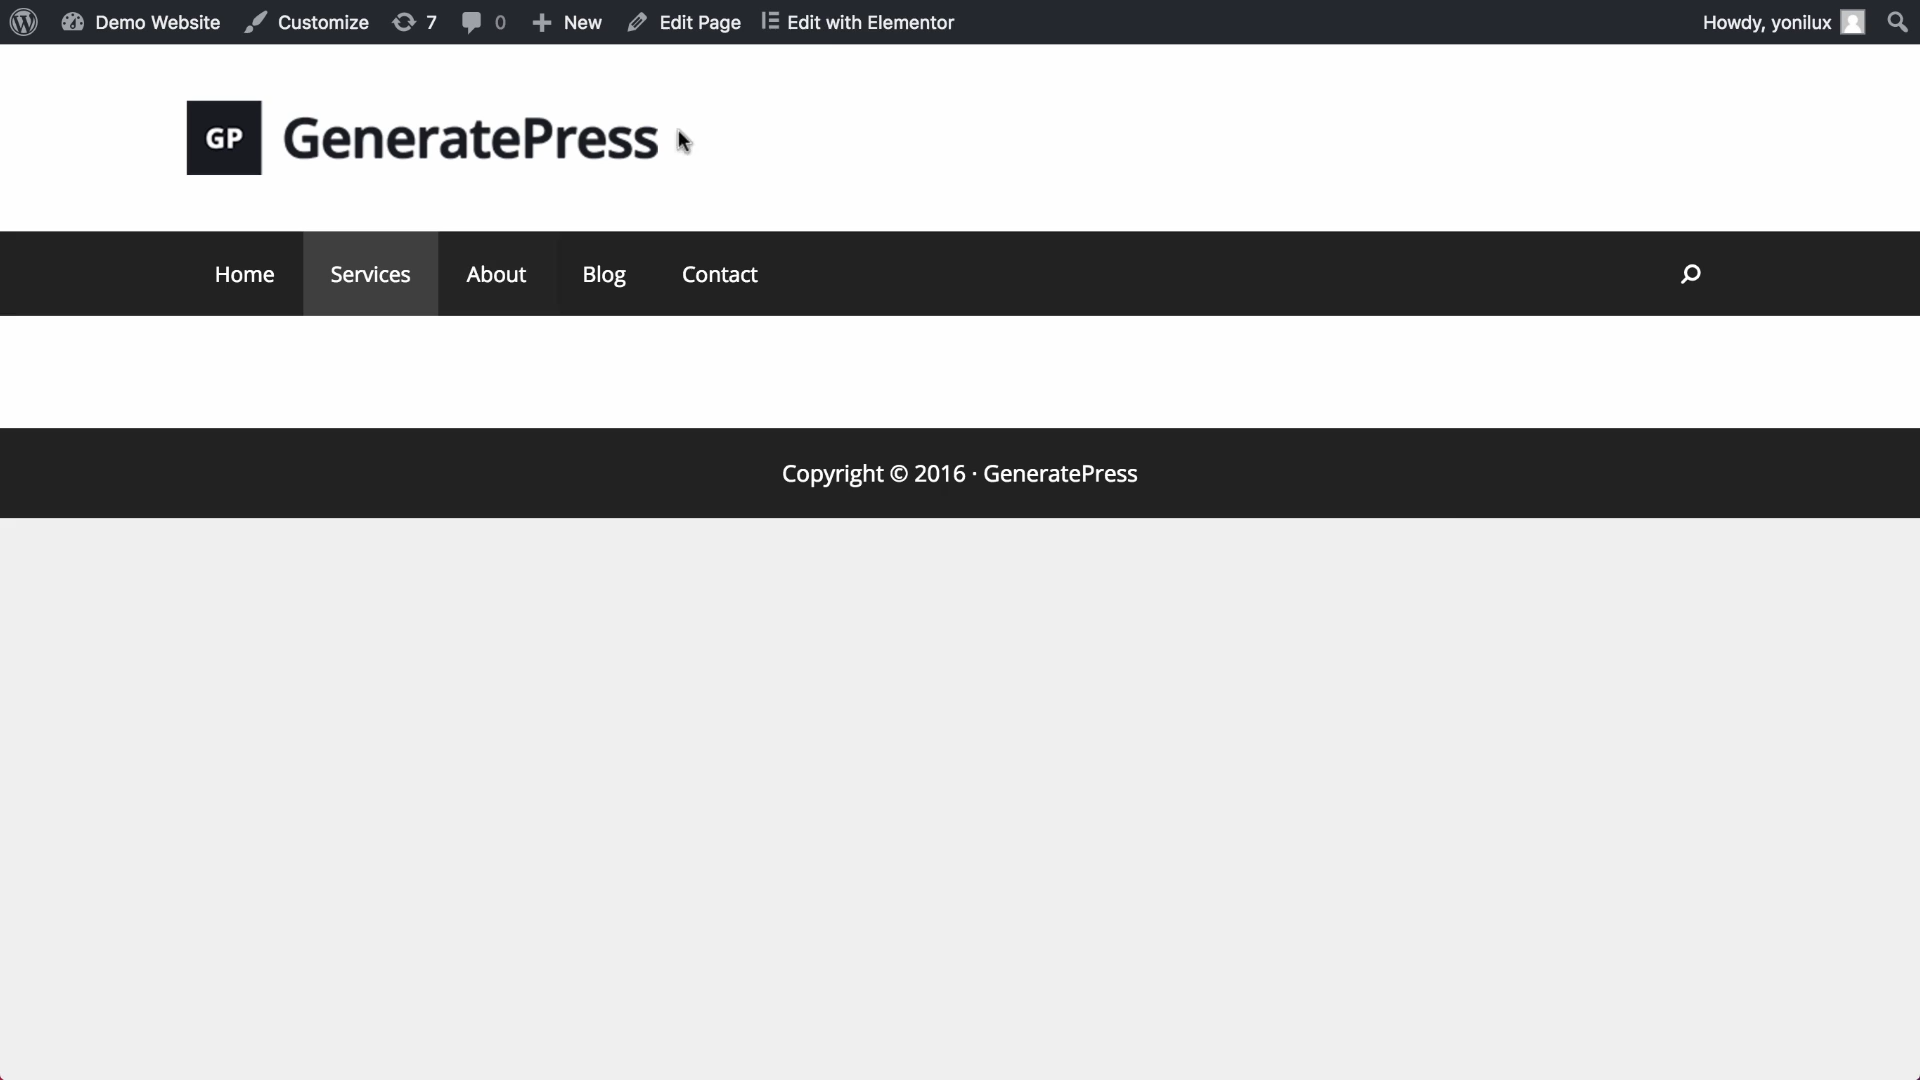 Demo Website Customize 7 0 New Edit Page Edit with Elementor Howdy, yonilux
GP GeneratePress
Home Services About Blog Contact
Copyright © 2016 · GeneratePress